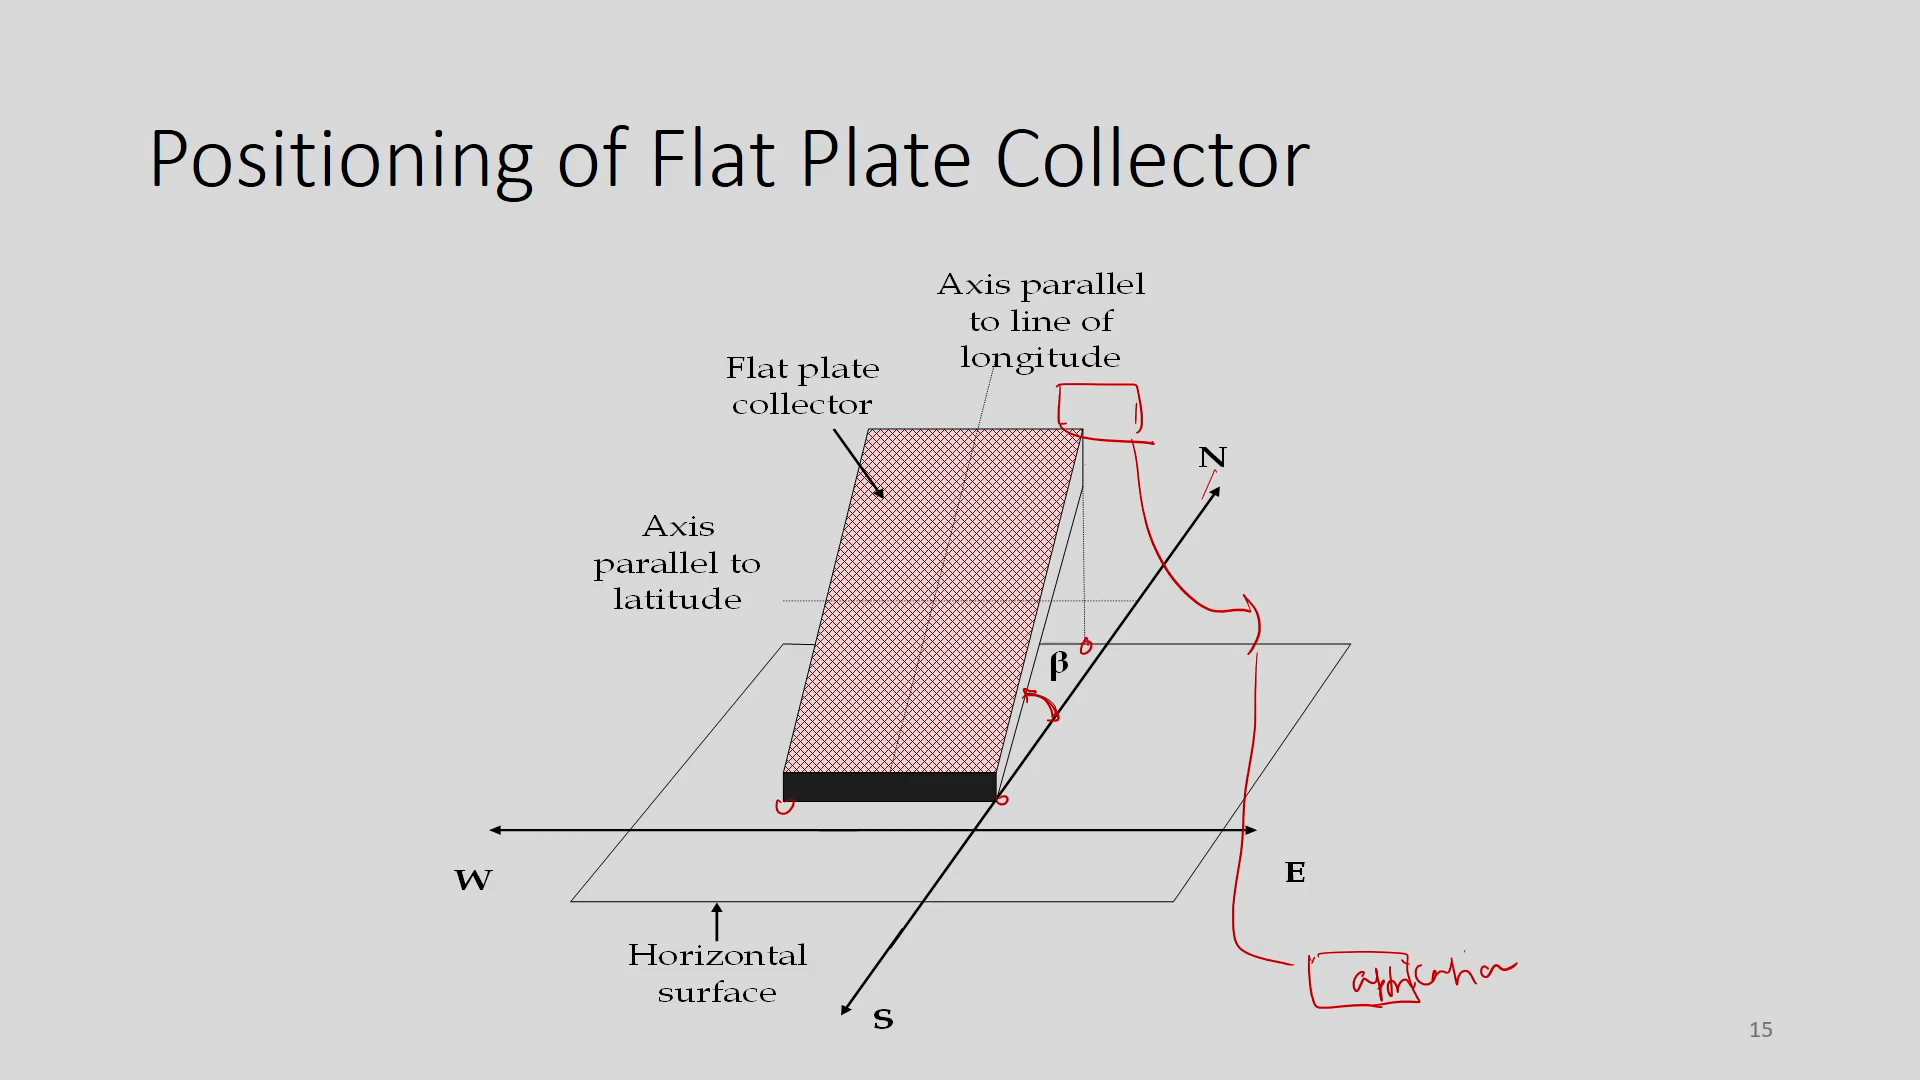 Positioning of Flat Plate Collector
Axis parallel
to line of
longitude
Flat plate
collector
N
Axis
parallel to
latitude
β
W
E
Horizontal
surface
application
S
15